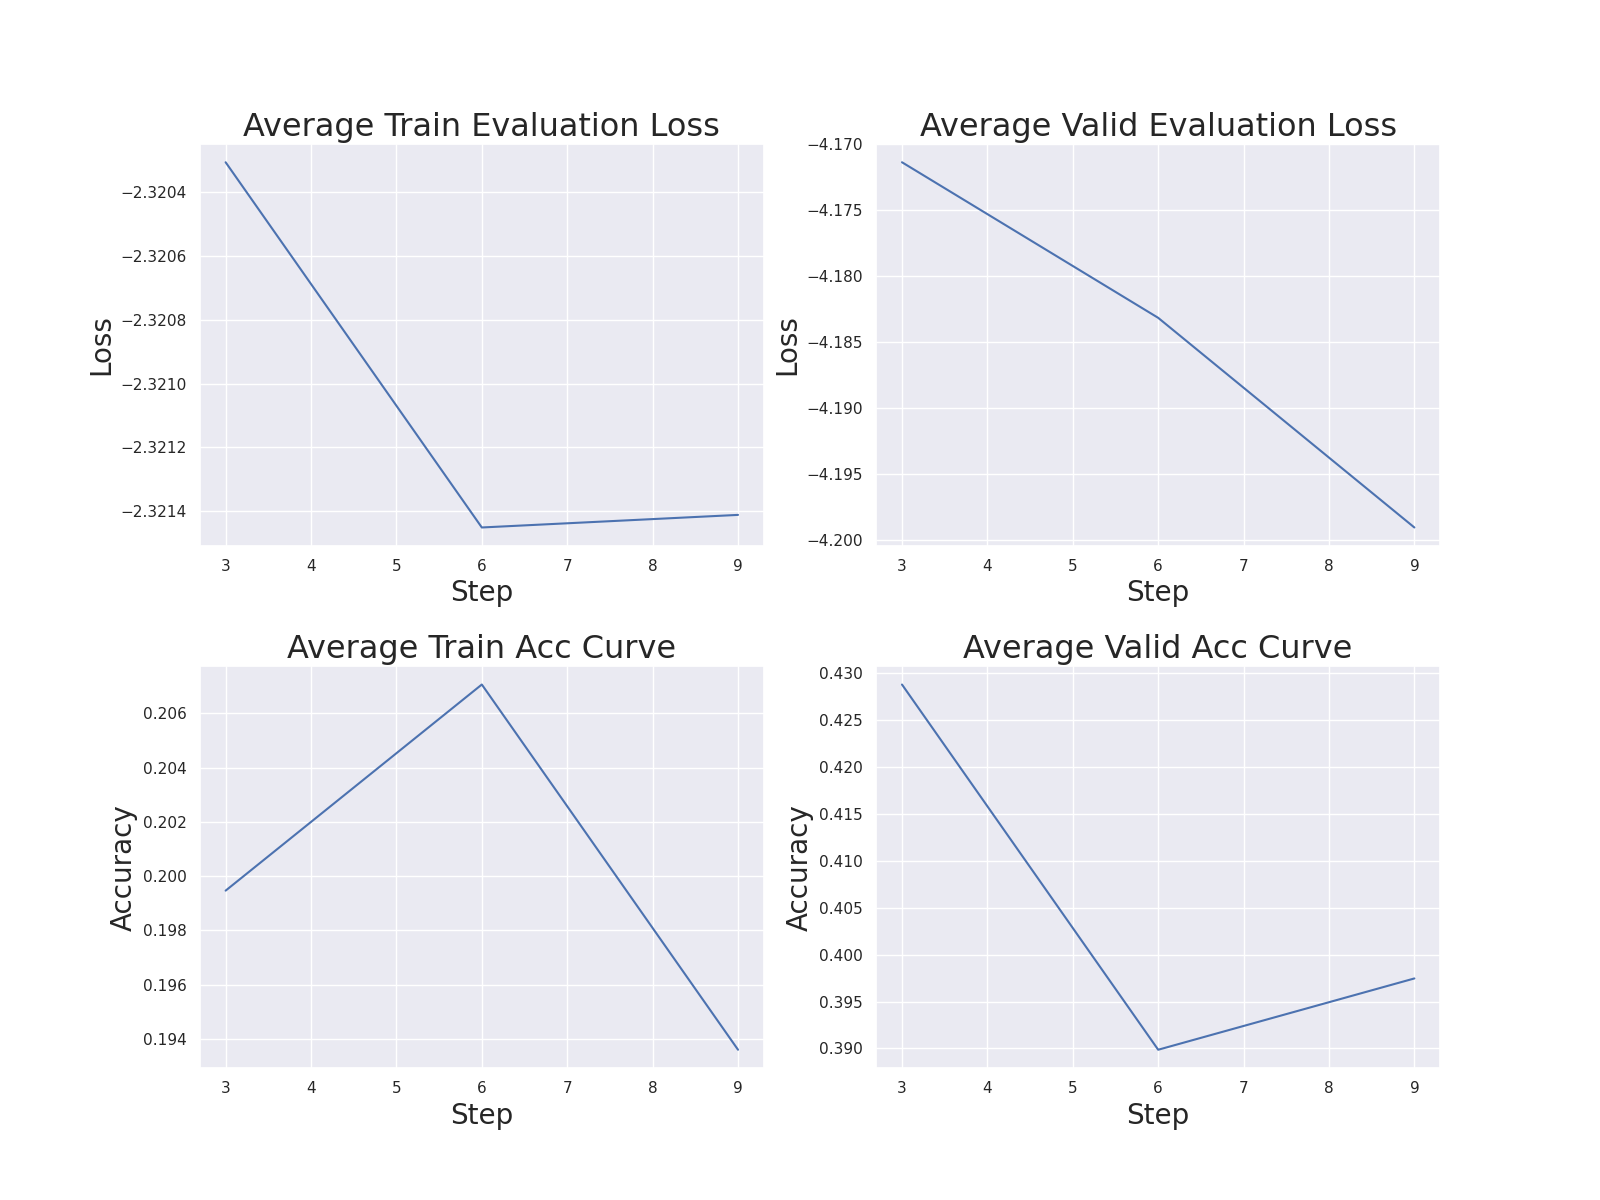 Average Train Evaluation Loss
Loss
−2.3204
−2.3206
−2.3208
−2.3210
−2.3212
−2.3214
3 4 5 6 7 8 9
Step
Average Valid Evaluation Loss
Loss
−4.170
−4.175
−4.180
−4.185
−4.190
−4.195
−4.200
3 4 5 6 7 8 9
Step
Average Train Acc Curve
Accuracy
0.206
0.204
0.202
0.200
0.198
0.196
0.194
3 4 5 6 7 8 9
Step
Average Valid Acc Curve
Accuracy
0.430
0.425
0.420
0.415
0.410
0.405
0.400
0.395
0.390
3 4 5 6 7 8 9
Step